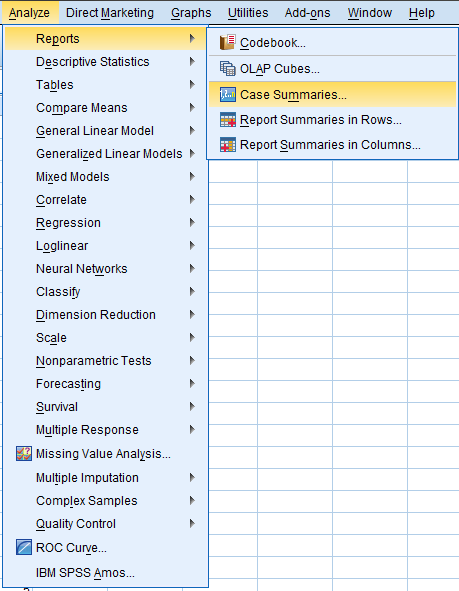 Analyze Direct Marketing Graphs Utilities Add-ons Window Help
Reports
Descriptive Statistics
Tables
Compare Means
General Linear Model
Generalized Linear Models
Mixed Models
Correlate
Regression
Loglinear
Neural Networks
Classify
Dimension Reduction
Scale
Nonparametric Tests
Forecasting
Survival
Multiple Response
Missing Value Analysis...
Multiple Imputation
Complex Samples
Quality Control
ROC Curve...
IBM SPSS Amos...
Codebook...
OLAP Cubes...
Case Summaries...
Report Summaries in Rows...
Report Summaries in Columns...